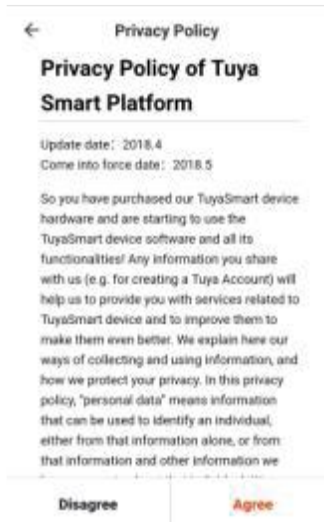 Privacy Policy
Privacy Policy of Tuya
Smart Platform
Update date：2018.4
Come into force date：2018.5
So you have purchased our TuyaSmart device
hardware and are starting to use the
TuyaSmart device software and all its
functionalities! Any information you share
with us (e.g. for creating a Tuya Account) will
help us to provide you with services related to
TuyaSmart device and to improve them to
make them even better. We explain here our
ways of collecting and using information, and
how we protect your privacy. In this privacy
policy, "personal data" means information
that can be used to identify an individual,
either from that information alone, or from
that information and other information we
Disagree
Agree